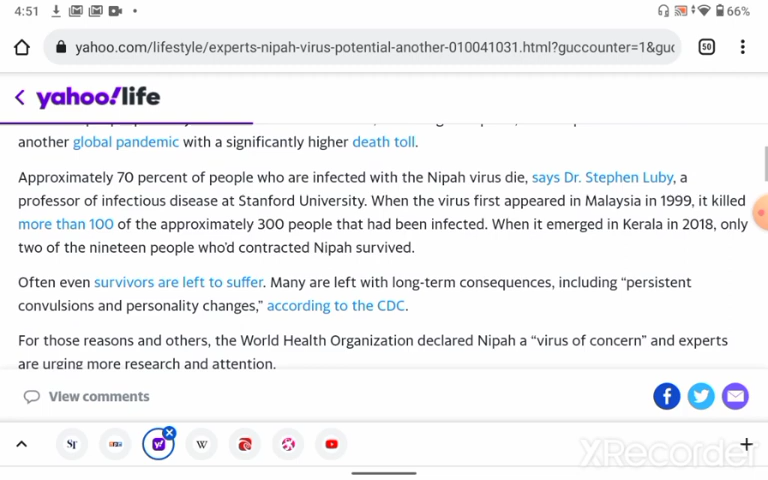 4:51
66%
yahoo.com/lifestyle/experts-nipah-virus-potential-another-010041031.html?guccounter=1&guc
50
yahoo!life
another global pandemic with a significantly higher death toll.
Approximately 70 percent of people who are infected with the Nipah virus die, says Dr. Stephen Luby, a
professor of infectious disease at Stanford University. When the virus first appeared in Malaysia in 1999, it killed
more than 100 of the approximately 300 people that had been infected. When it emerged in Kerala in 2018, only
two of the nineteen people who'd contracted Nipah survived.
Often even survivors are left to suffer. Many are left with long-term consequences, including “persistent
convulsions and personality changes,” according to the CDC.
For those reasons and others, the World Health Organization declared Nipah a “virus of concern” and experts
are urging more research and attention.
View comments
Sr
y!
W
XRecorder